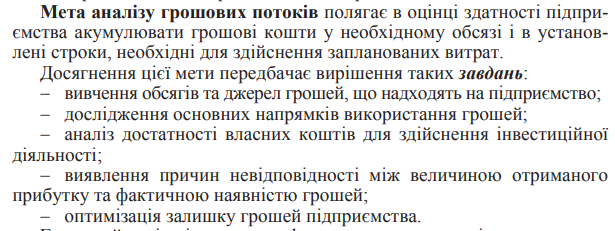 Мета аналізу грошових потоків полягає в оцінці здатності підпри-
ємства акумулювати грошові кошти у необхідному обсязі і в установ-
лені строки, необхідні для здійснення запланованих витрат.
Досягнення цієї мети передбачає вирішення таких завдань:
– вивчення обсягів та джерел грошей, що надходять на підприємство;
– дослідження основних напрямків використання грошей;
– аналіз достатності власних коштів для здійснення інвестиційної
діяльності;
– виявлення причин невідповідності між величиною отриманого
прибутку та фактичною наявністю грошей;
– оптимізація залишку грошей підприємства.